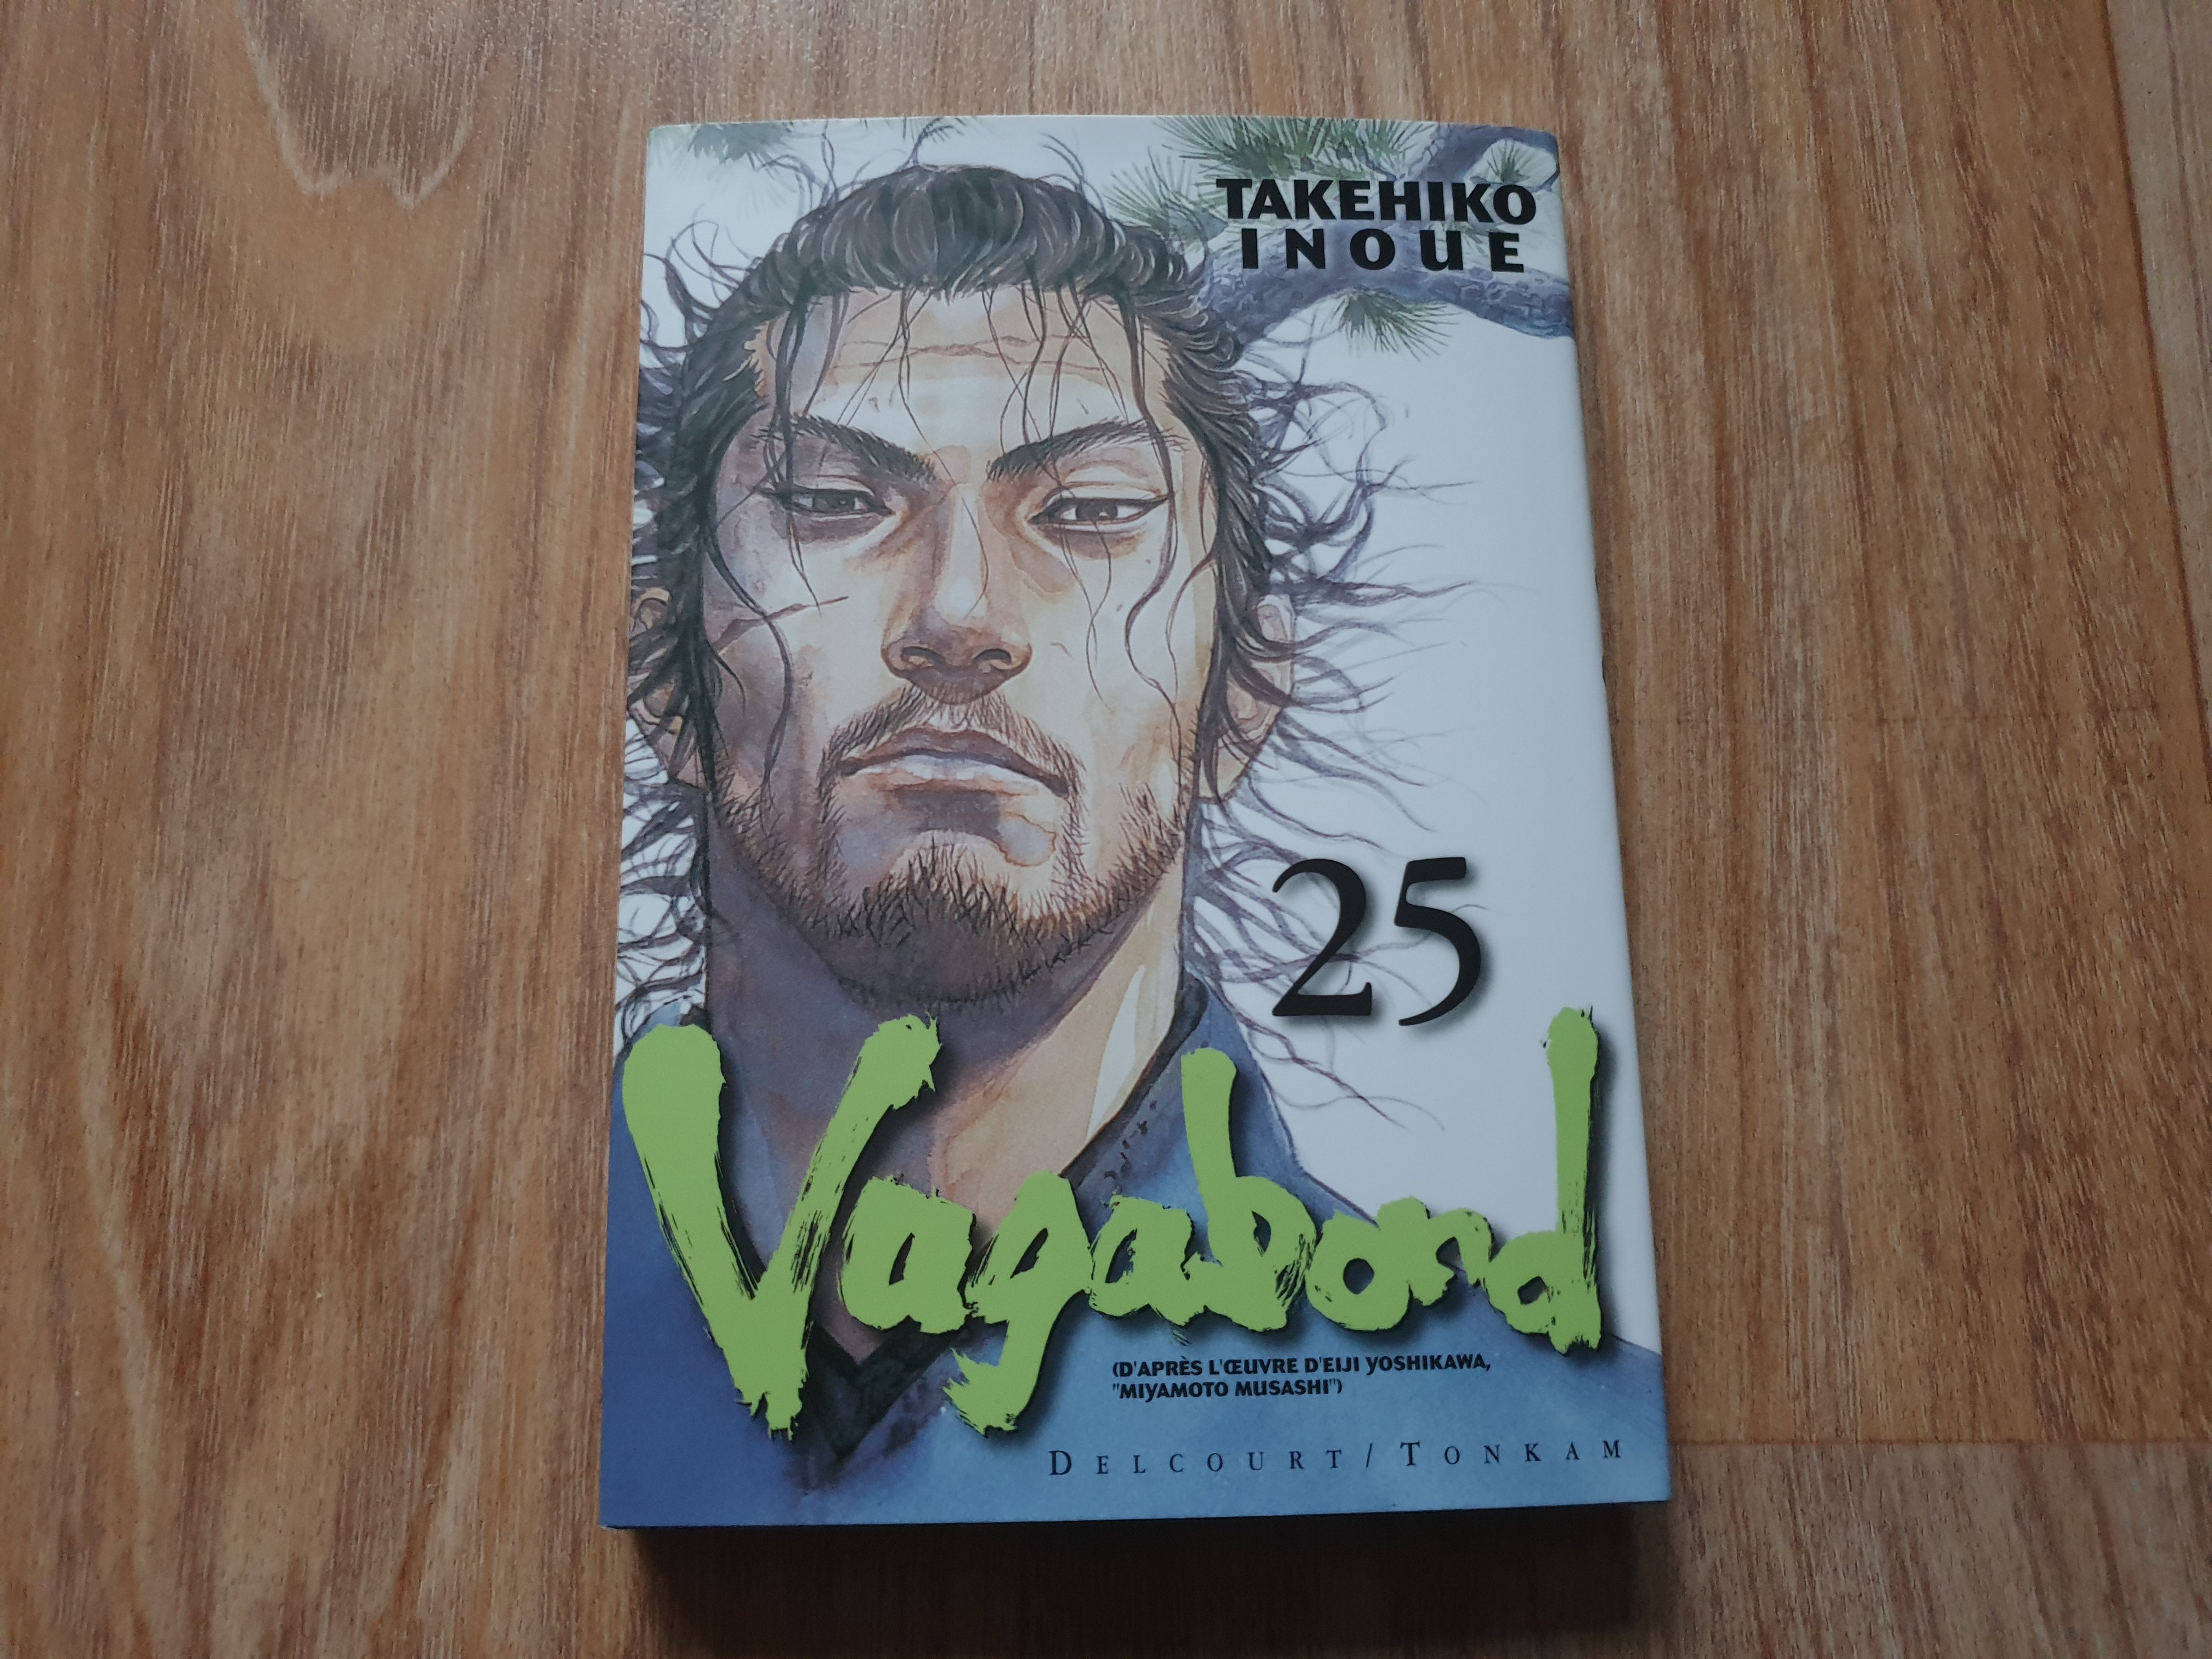 TAKEHIKO
INOUE
25
Vagabond
(D'APRÈS L'ŒUVRE D'EIJI YOSHIKAWA,
"MIYAMOTO MUSASHI")
DELCOURT/TONKAM